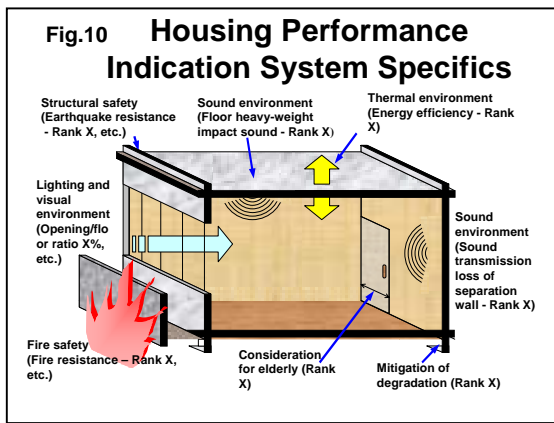 Fig.10
Housing Performance
Indication System Specifics
Structural safety
(Earthquake resistance
- Rank X, etc.)
Sound environment
(Floor heavy-weight
impact sound - Rank X)
Thermal environment
(Energy efficiency - Rank
X)
Lighting and
visual
environment
(Opening/flo
or ratio X%,
etc.)
Sound
environment
(Sound
transmission
loss of
separation
wall - Rank X)
Fire safety
(Fire resistance – Rank X,
etc.)
Consideration
for elderly (Rank
X)
Mitigation of
degradation (Rank X)